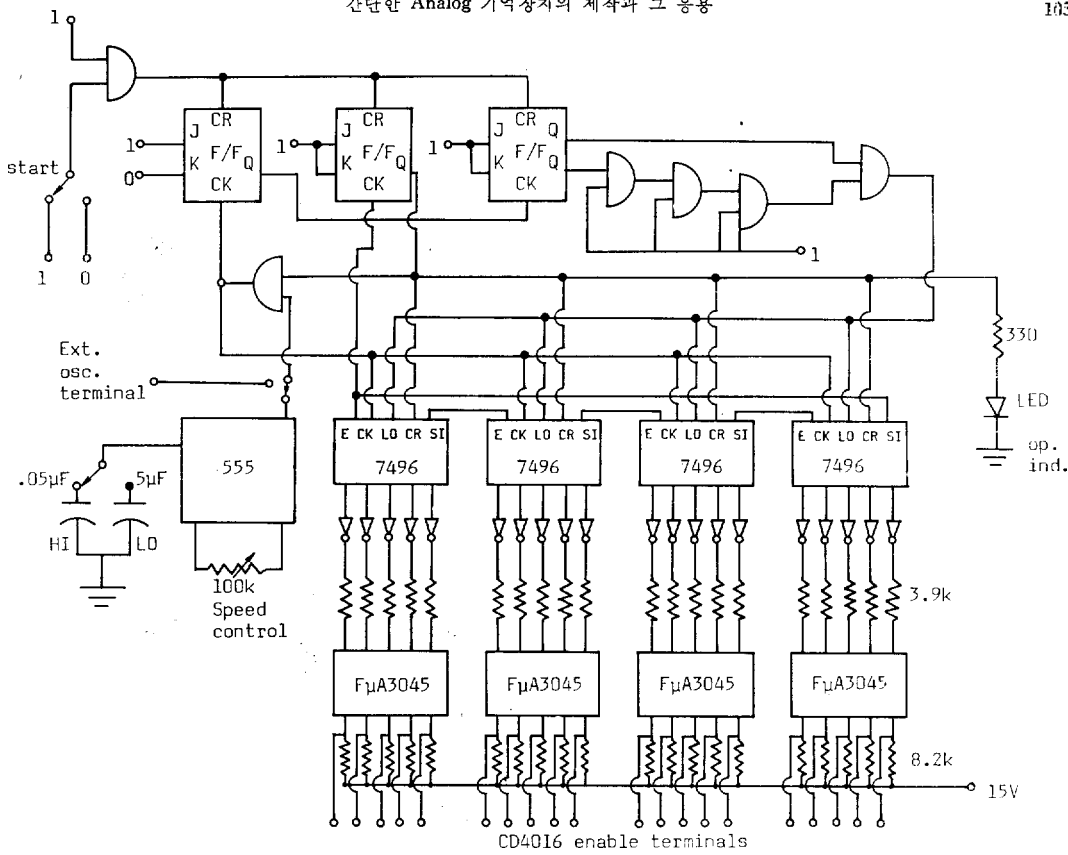 간단한 Analog 기억장치의 제작과 그 응용
103
1
CR
J
F/F
K
Q
CK
1
0
CR
J
F/F
K
Q
CK
1
CR Q
J
F/F
K
Q
CK
1
start
1 0
1
Ext.
osc.
terminal
330
LED
op.
ind.
E CK LO CR SI
7496
E CK LO CR SI
7496
E CK LO CR SI
7496
E CK LO CR SI
7496
555
.05µF
5µF
HI
LO
100k
Speed
control
3.9k
FµA3045
FµA3045
FµA3045
FµA3045
8.2k
15V
CD4016 enable terminals